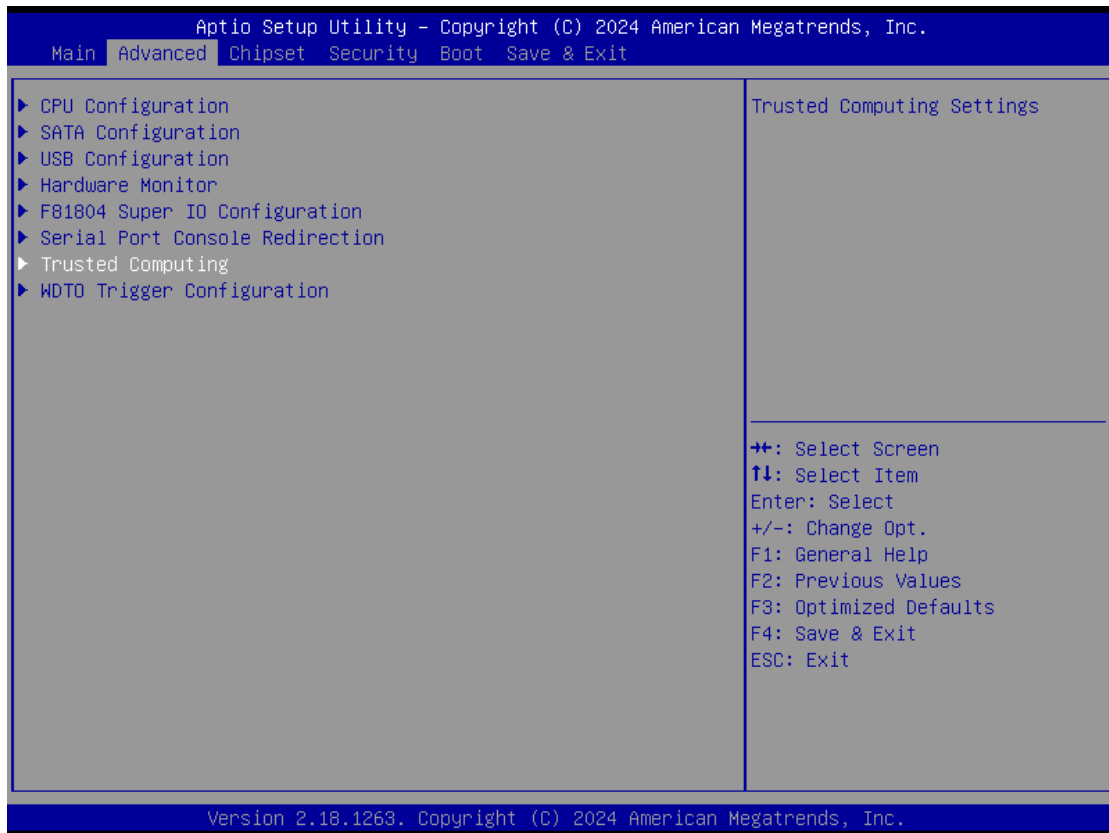 Aptio Setup Utility – Copyright (C) 2024 American Megatrends, Inc.
Main Advanced Chipset Security Boot Save & Exit
▶ CPU Configuration
▶ SATA Configuration
▶ USB Configuration
▶ Hardware Monitor
▶ F81804 Super IO Configuration
▶ Serial Port Console Redirection
▶ Trusted Computing
▶ WDTO Trigger Configuration
Trusted Computing Settings
→←: Select Screen
↑↓: Select Item
Enter: Select
+/-: Change Opt.
F1: General Help
F2: Previous Values
F3: Optimized Defaults
F4: Save & Exit
ESC: Exit
Version 2.18.1263. Copyright (C) 2024 American Megatrends, Inc.